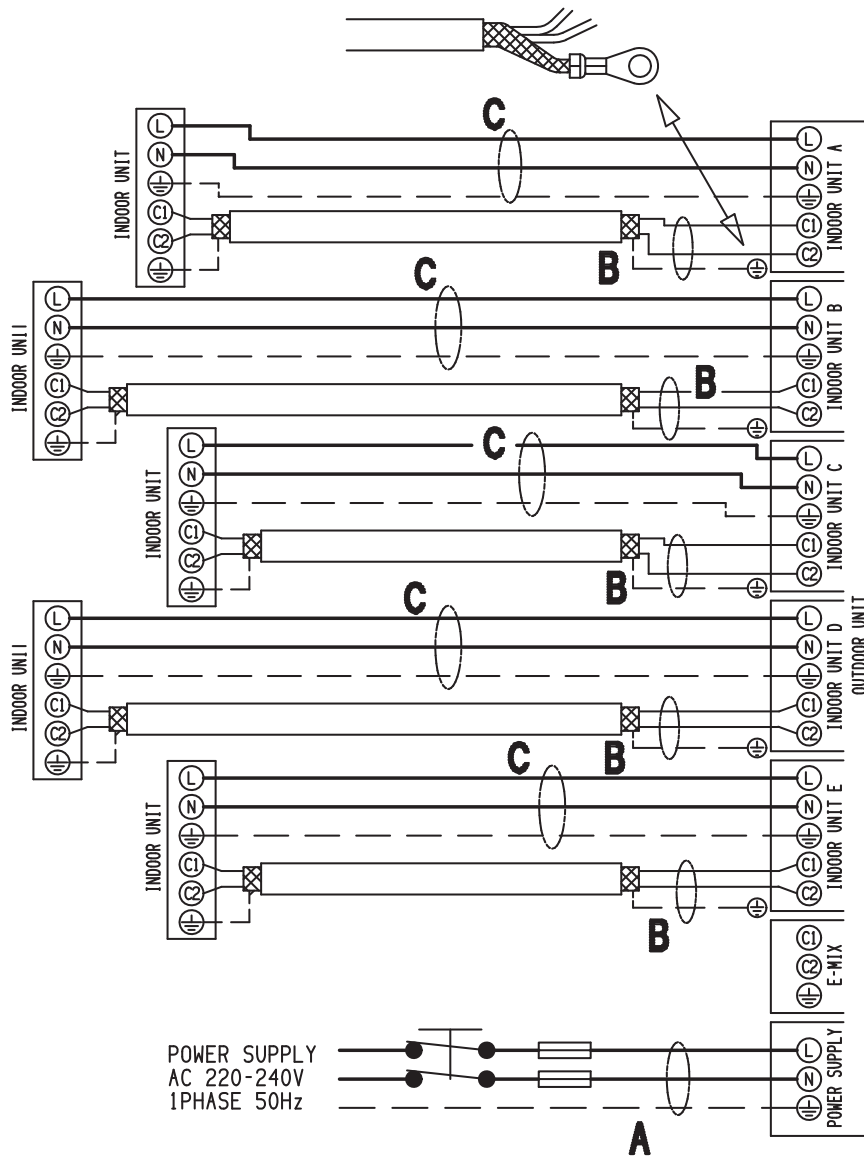 C
L
N
C1
C2
INDOOR UNIT
L
N
C1
C2
INDOOR UNIT A
B
C
L
N
C1
C2
INDOOR UNIT
L
N
C1
C2
INDOOR UNIT B
B
C
L
N
C1
C2
INDOOR UNIT
L
N
C1
C2
INDOOR UNIT C
B
C
L
N
C1
C2
INDOOR UNIT
L
N
C1
C2
INDOOR UNIT D
B
OUTDOOR UNIT
C
L
N
C1
C2
INDOOR UNIT
L
N
C1
C2
INDOOR UNIT E
B
C1
C2
E-MIX
POWER SUPPLY
AC 220-240V
1PHASE 50Hz
L
N
POWER SUPPLY
A